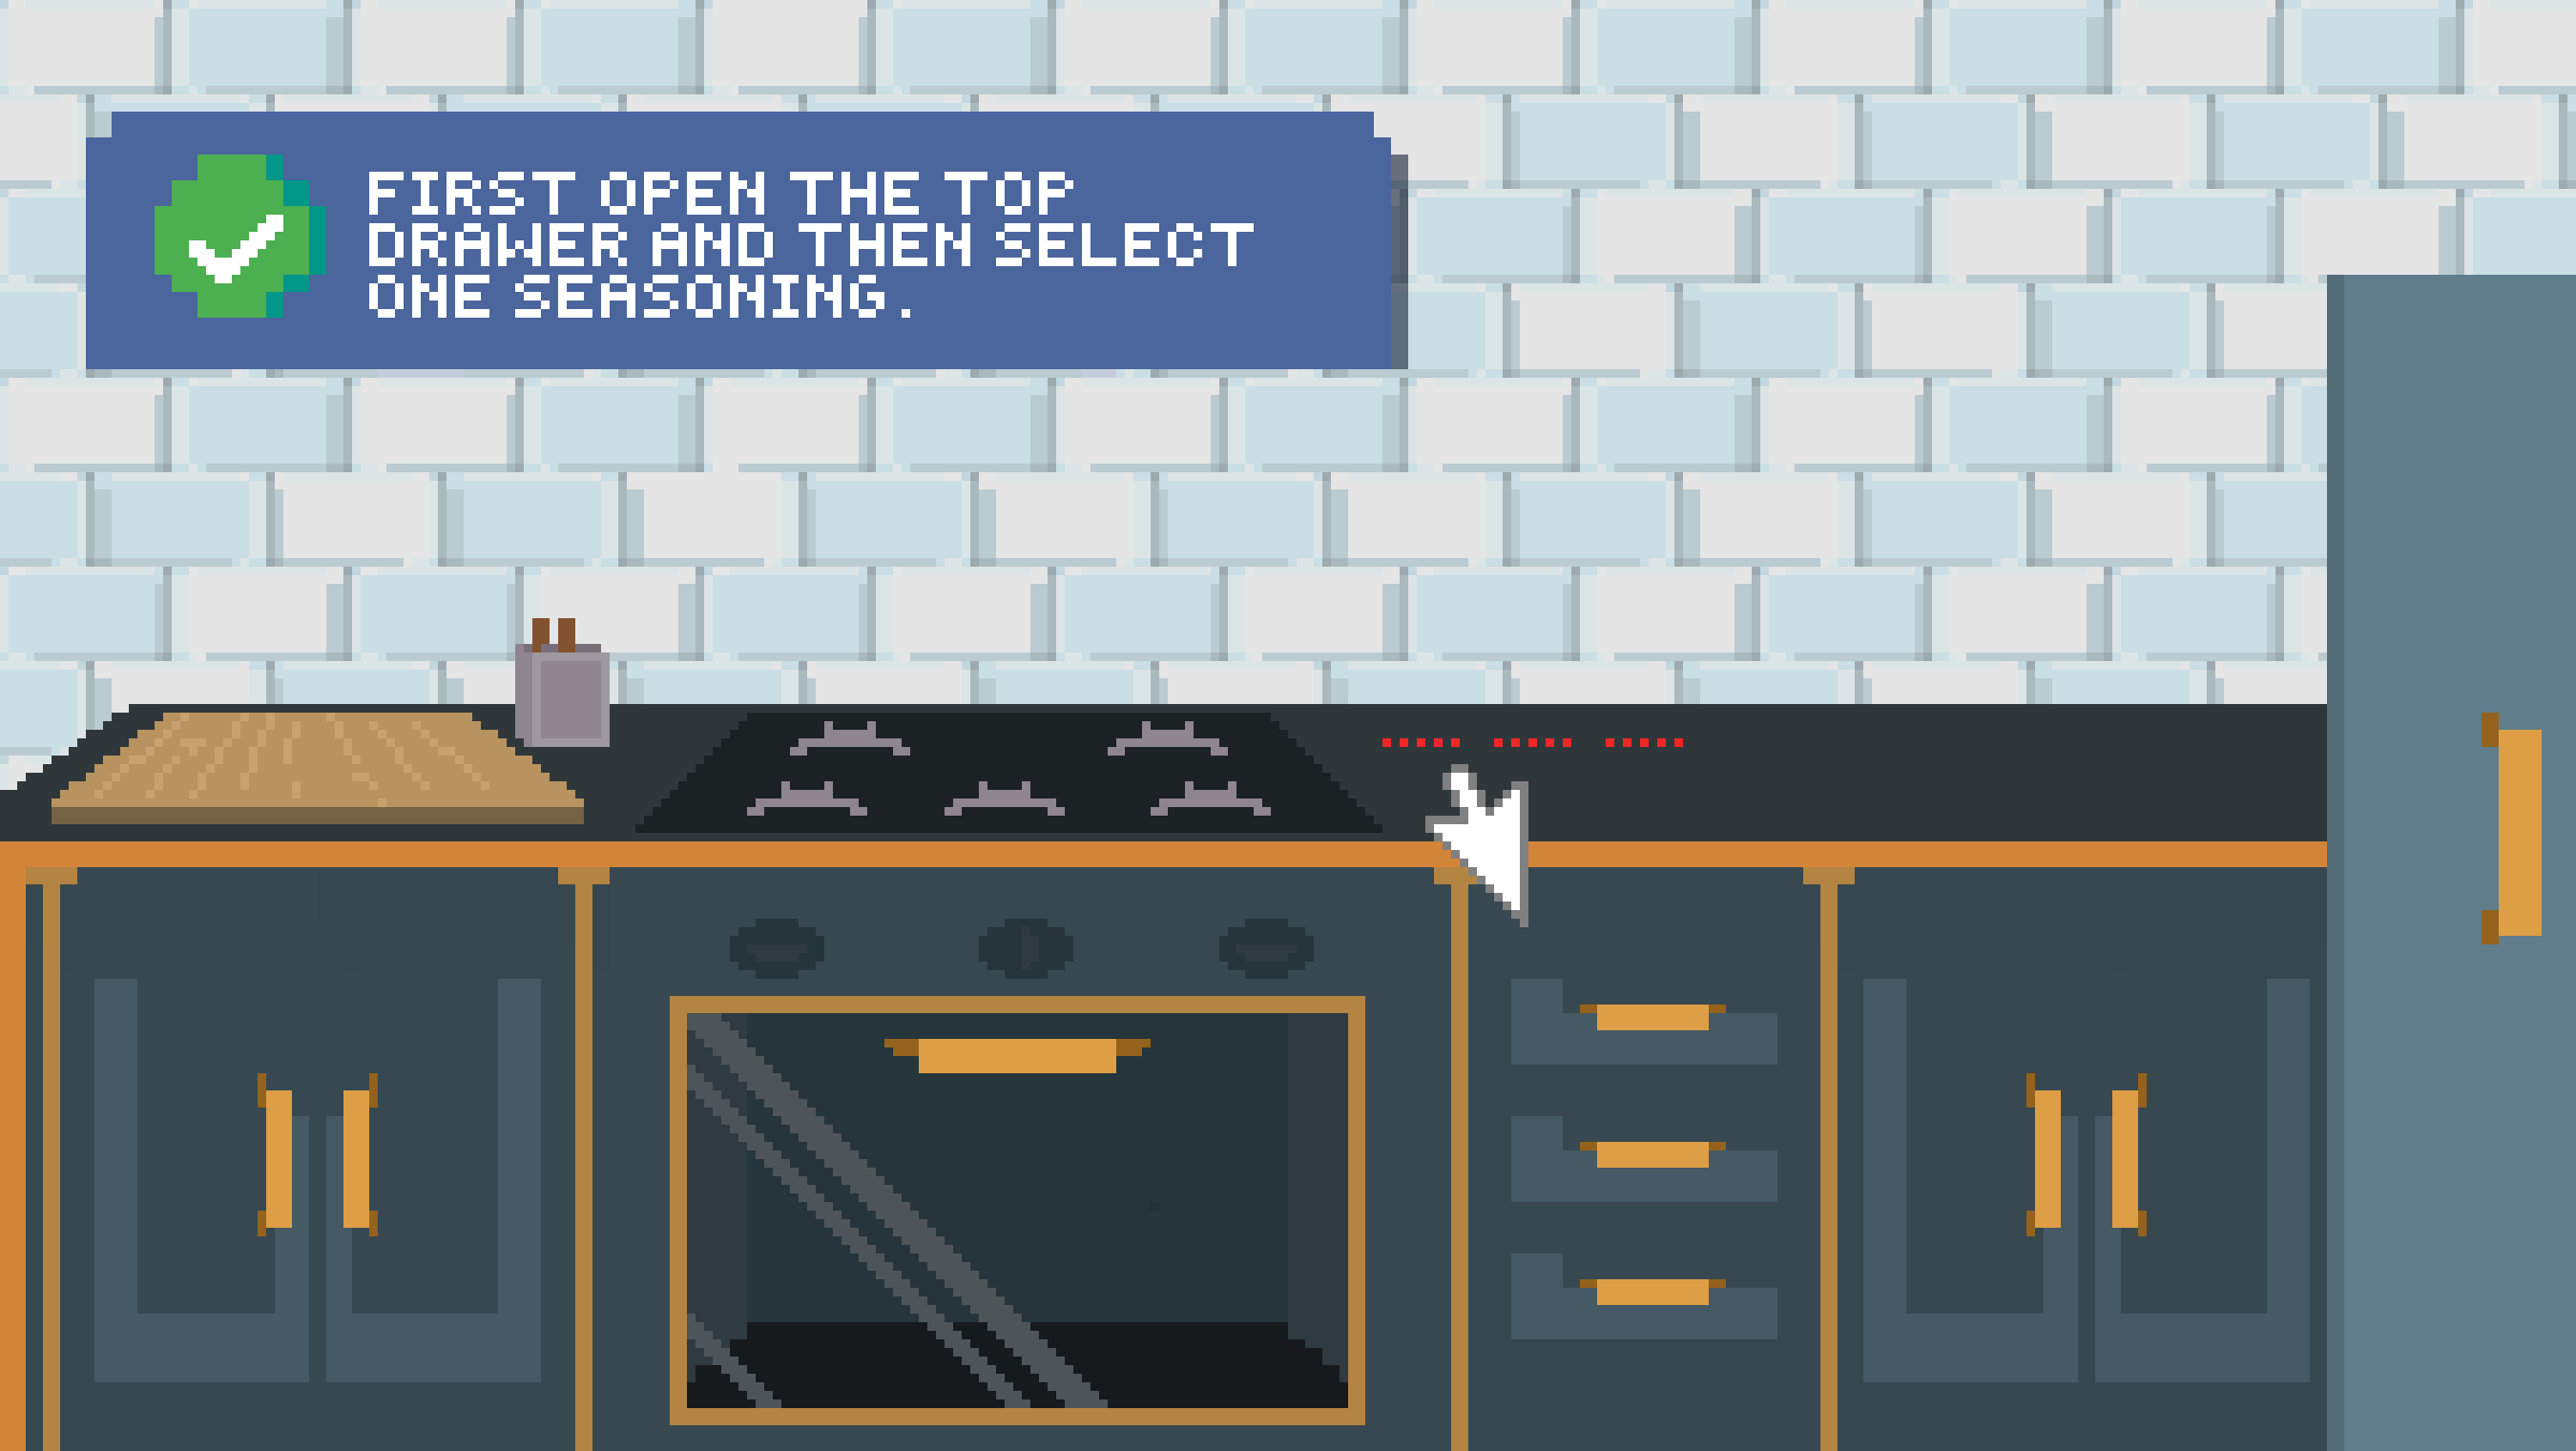 FIRST OPEN THE TOP
DRAWER AND THEN SELECT
ONE SEASONING.